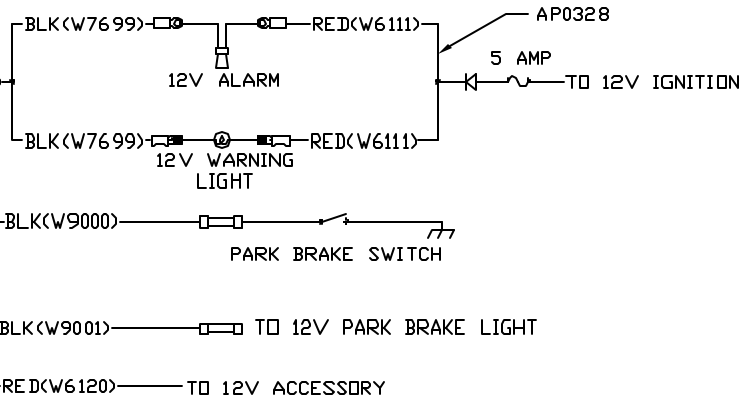 BLK(W7699)
RED(W6111)
AP0328
12V ALARM
5 AMP
TO 12V IGNITION
BLK(W7699)
RED(W6111)
12V WARNING
LIGHT
BLK(W9000)
PARK BRAKE SWITCH
BLK(W9001)
TO 12V PARK BRAKE LIGHT
RED(W6120)
TO 12V ACCESSORY